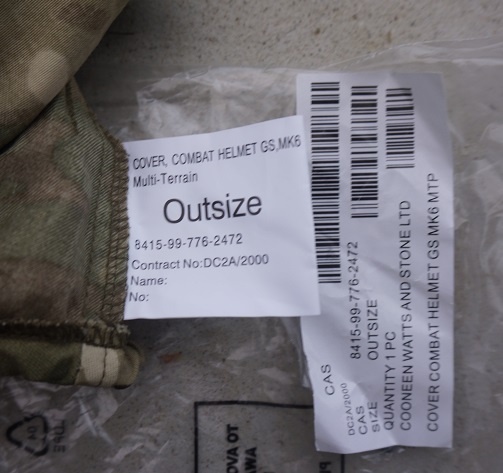 COVER, COMBAT HELMET GS,MK6
Multi-Terrain
Outsize
8415-99-776-2472
Contract No:DC2A/2000
Name:
No:
CAS
8415-99-776-2472
DC2A/2000
CAS
SIZE OUTSIZE
QUANTITY 1 PC
COONEEN WATTS AND STONE LTD
COVER COMBAT HELMET GS MK6 MTP